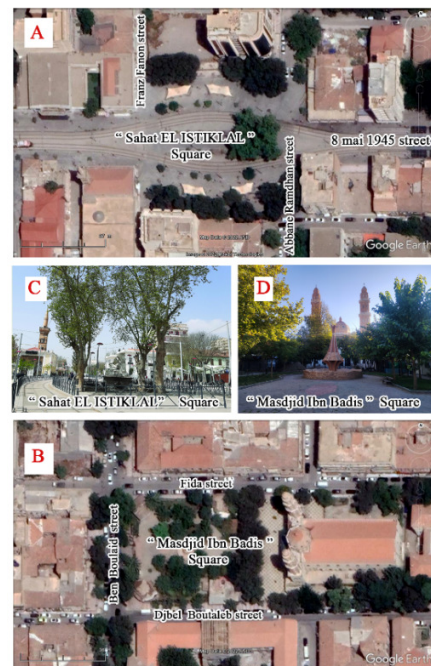 A
Franz Fanon street
“ Sahat EL ISTIKLAL ”
Square
8 mai 1945 street
Abbane Ramdhan street
Google Earth
C
“ Sahat EL ISTIKLAL” Square
D
“ Masdjid Ibn Badis ” Square
B
Fida street
Ben Boulaid street
“ Masdjid Ibn Badis ”
Square
Djbel Boutaleb street
Google Earth